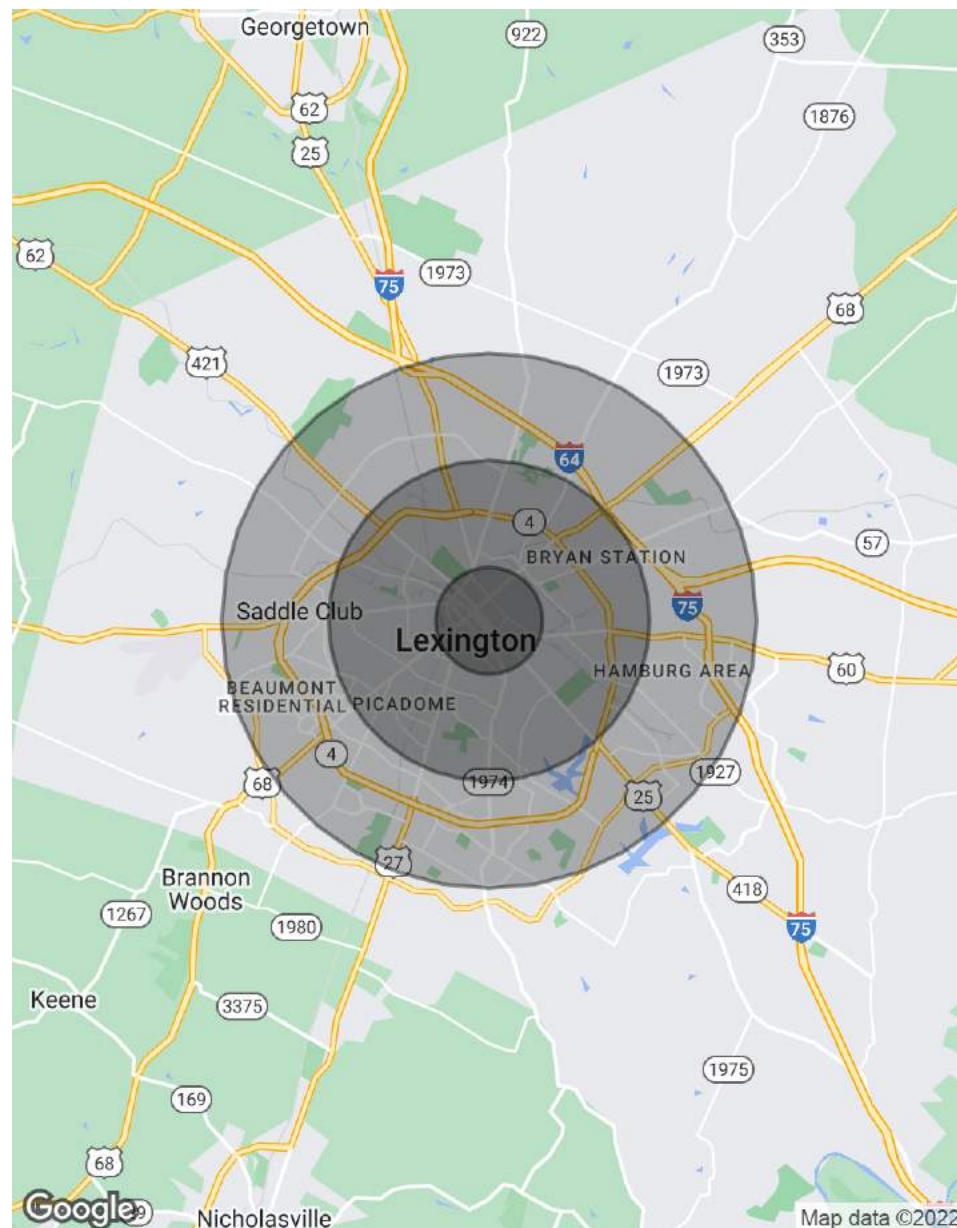 Georgetown
922
353
62
1876
25
62
1973
75
68
421
1973
64
4
57
BRYAN STATION
75
Saddle Club
Lexington
HAMBURG AREA
60
BEAUMONT
RESIDENTIAL
PICADOME
4
1974
1927
68
25
27
Brannon
Woods
418
1267
1980
75
Keene
3375
1975
169
68
Google
Nicholasville
Map data ©2022